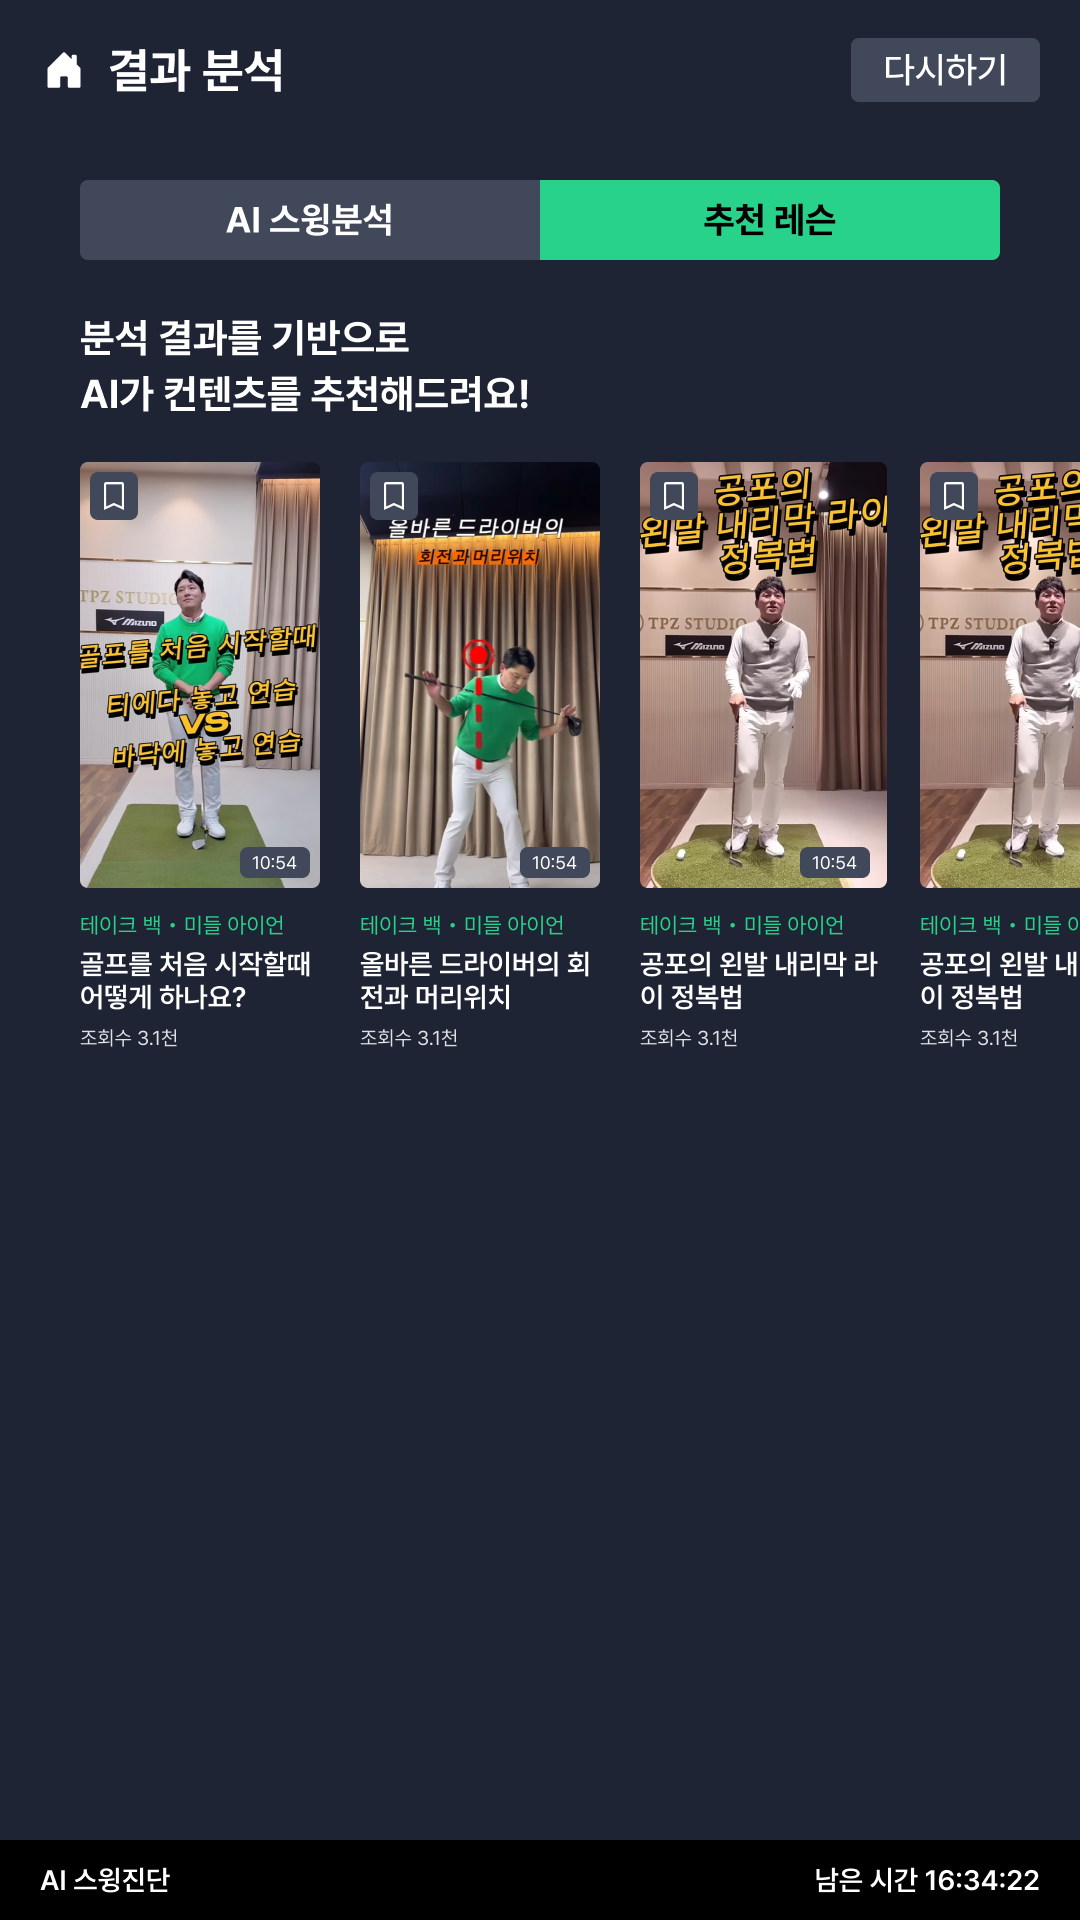 결과 분석
다시하기
AI 스윙분석
추천 레슨
분석 결과를 기반으로
AI가 컨텐츠를 추천해드려요!
TPZ STUDIO
MIZUNO
골프를 처음 시작할때
티에다 놓고 연습
VS
바닥에 놓고 연습
10:54
테이크 백 • 미들 아이언
골프를 처음 시작할때
어떻게 하나요?
조회수 3.1천
올바른 드라이버의
회전과 머리위치
10:54
테이크 백 • 미들 아이언
올바른 드라이버의 회
전과 머리위치
조회수 3.1천
공포의
왼발 내리막 라이
정복법
TPZ STUDIO
MIZUNO
10:54
테이크 백 • 미들 아이언
공포의 왼발 내리막 라
이 정복법
조회수 3.1천
공포의
왼발 내리막
정복법
TPZ STUDIO
MIZUNO
테이크 백 • 미들
공포의 왼발 내
이 정복법
조회수 3.1천
AI 스윙진단
남은 시간 16:34:22